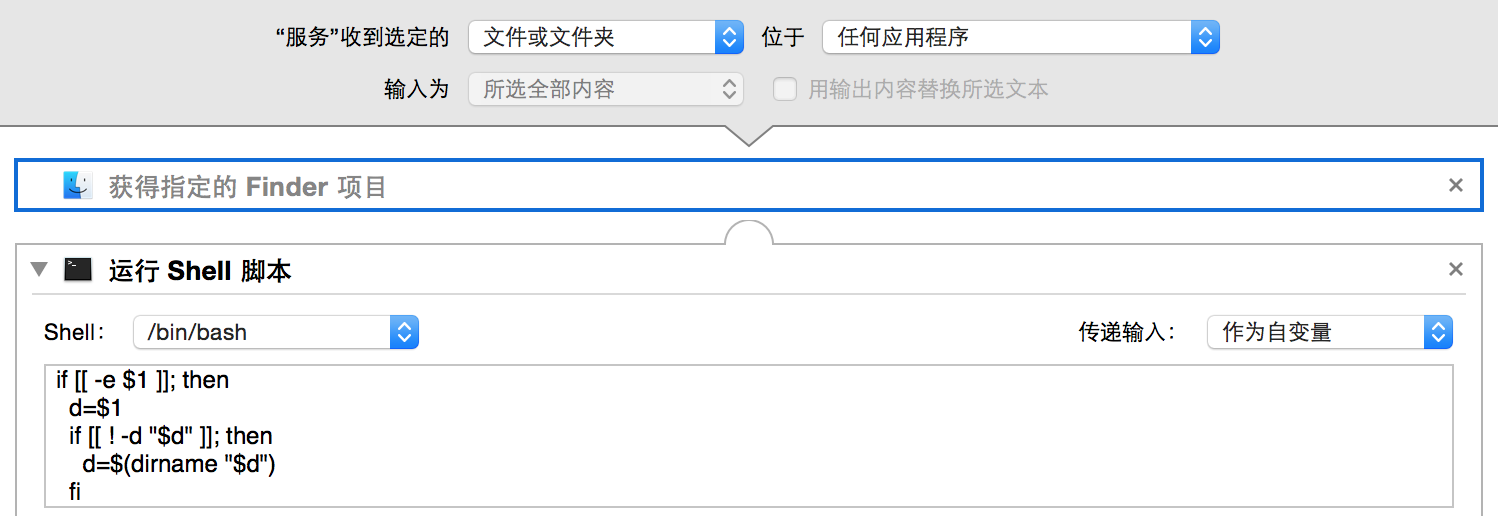 “服务”收到选定的 文件或文件夹 位于 任何应用程序
输入为 所选全部内容 用输出内容替换所选文本
获得指定的 Finder 项目
运行 Shell 脚本
Shell： /bin/bash 传递输入： 作为自变量
if [[ -e $1 ]]; then
d=$1
if [[ ! -d "$d" ]]; then
d=$(dirname "$d")
fi